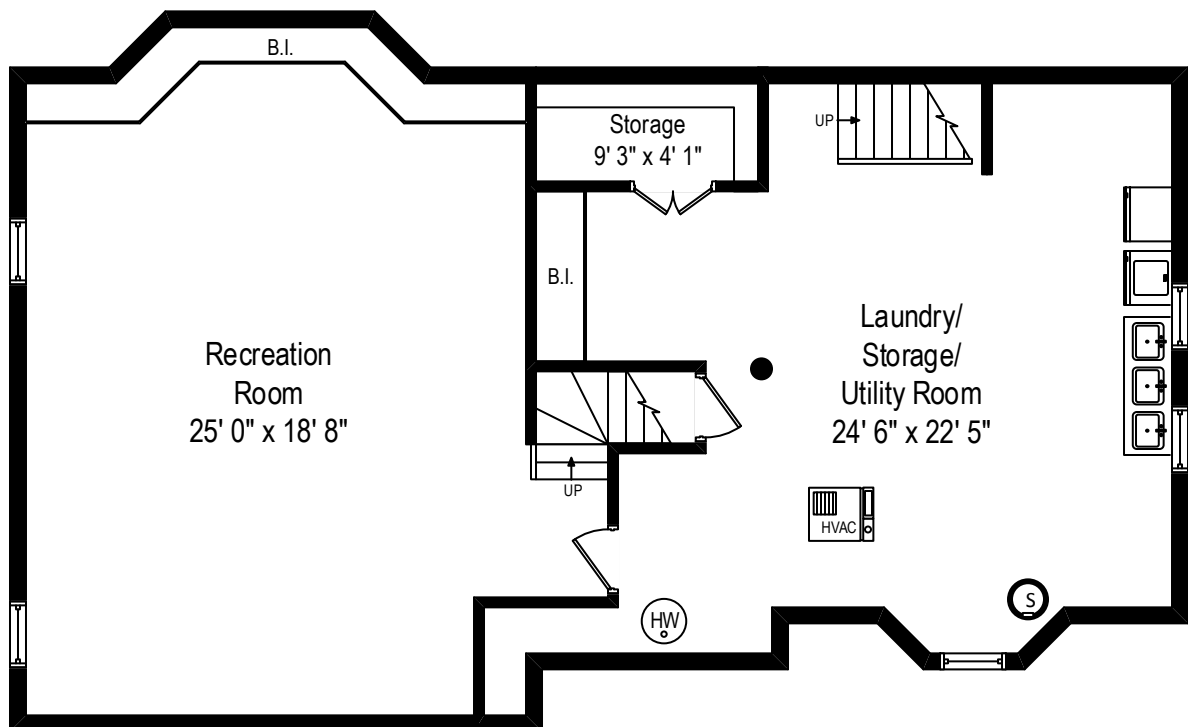 B.I.
Storage
9' 3" x 4' 1"
UP
B.I.
Recreation
Room
25' 0" x 18' 8"
Laundry/
Storage/
Utility Room
24' 6" x 22' 5"
UP
HVAC
HW
S